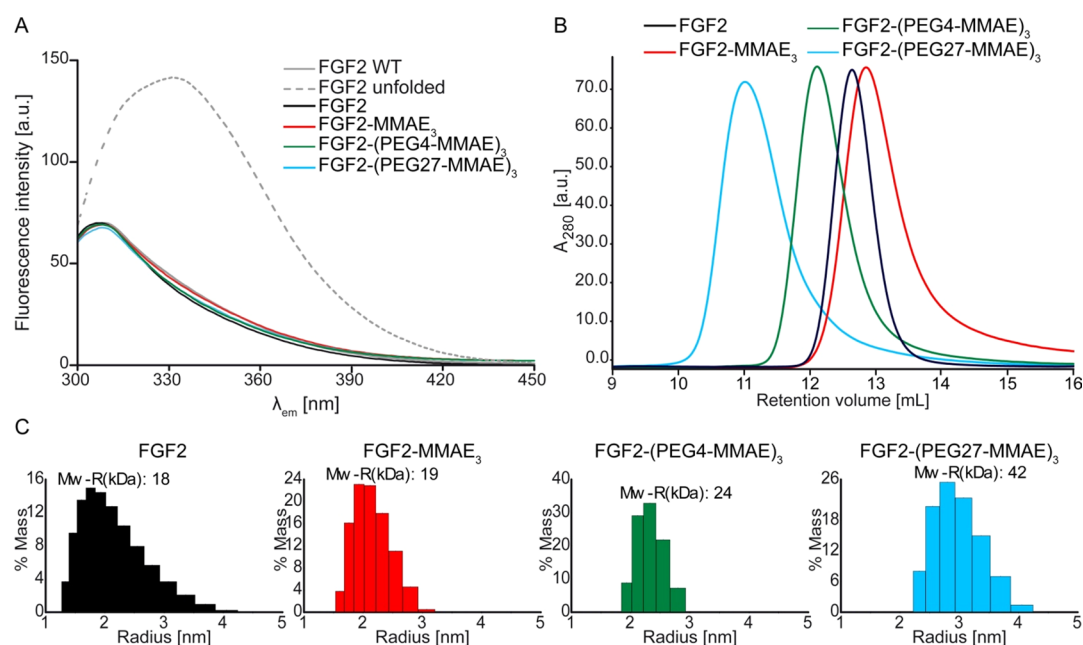 A
Fluorescence intensity [a.u.]
150
100
50
0
300
330
360
390
420
450
λem [nm]
FGF2 WT
FGF2 unfolded
FGF2
FGF2-MMAE3
FGF2-(PEG4-MMAE)3
FGF2-(PEG27-MMAE)3
B
FGF2
FGF2-(PEG4-MMAE)3
FGF2-MMAE3
FGF2-(PEG27-MMAE)3
A280 [a.u.]
70.0
60.0
50.0
40.0
30.0
20.0
10.0
0.0
9
10
11
12
13
14
15
16
Retention volume [mL]
C
FGF2
Mw-R(kDa): 18
% Mass
16
12
8
4
0
1
2
3
4
5
Radius [nm]
FGF2-MMAE3
Mw-R(kDa): 19
% Mass
24
18
12
6
0
1
2
3
4
5
Radius [nm]
FGF2-(PEG4-MMAE)3
Mw-R(kDa): 24
% Mass
40
30
20
10
0
1
2
3
4
5
Radius [nm]
FGF2-(PEG27-MMAE)3
Mw-R(kDa): 42
% Mass
26
18
12
6
0
1
2
3
4
5
Radius [nm]